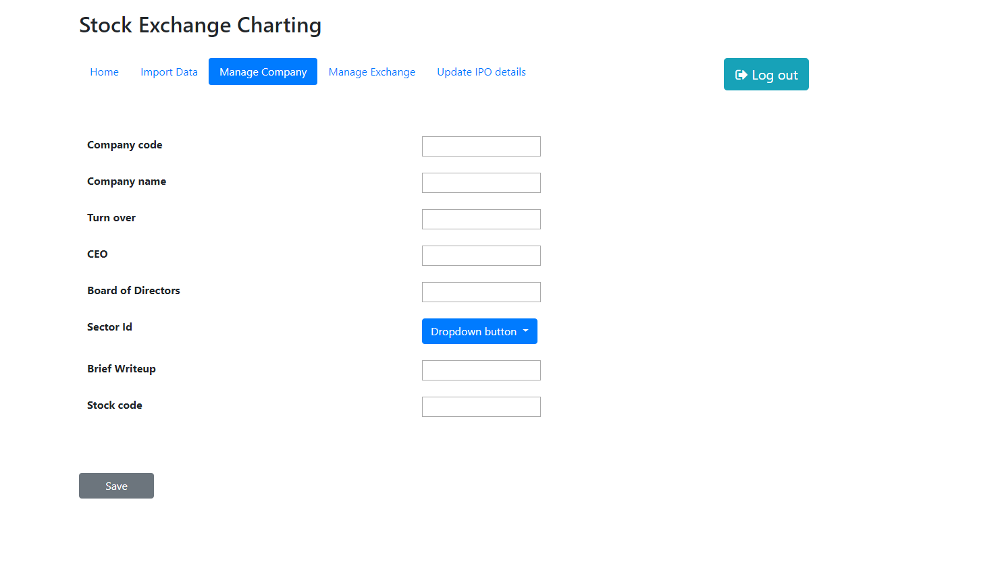 Stock Exchange Charting
Home Import Data Manage Company Manage Exchange Update IPO details Log out
Company code
Company name
Turn over
CEO
Board of Directors
Sector Id Dropdown button
Brief Writeup
Stock code
Save